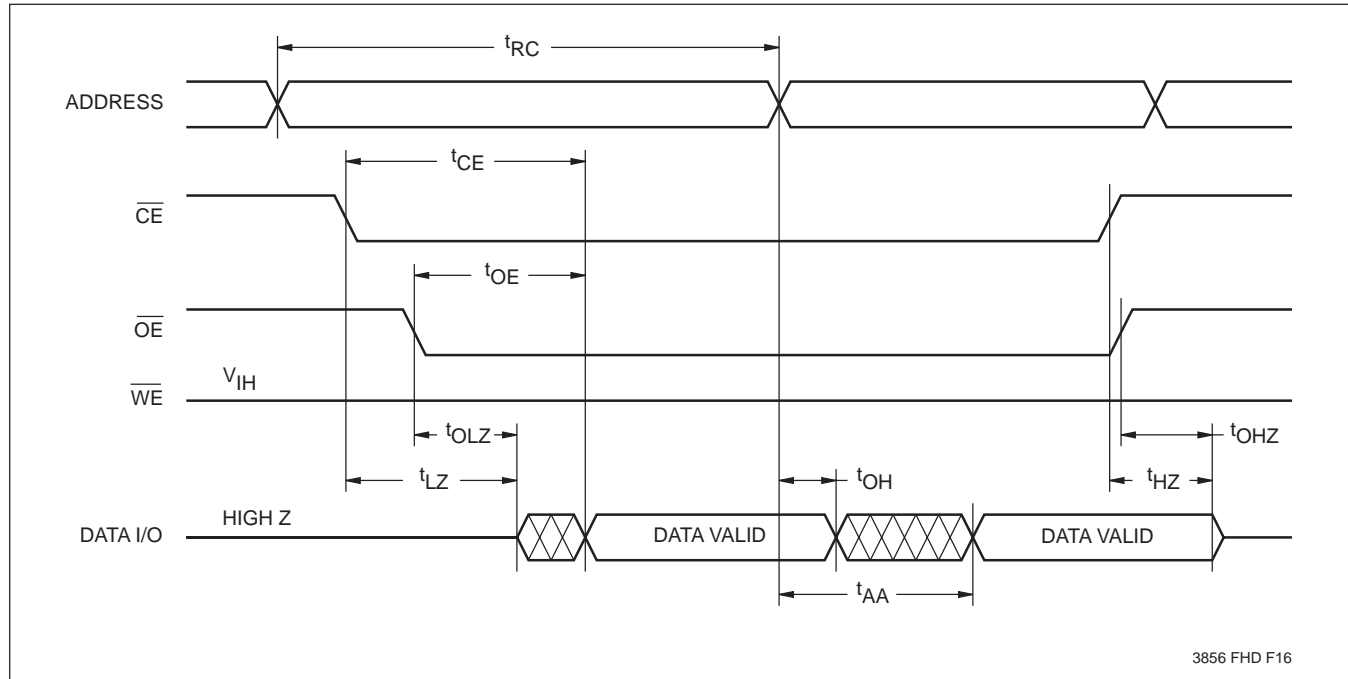 tRC
ADDRESS
tCE
CE
tOE
OE
VIH
WE
tOLZ
tOHZ
tLZ
tOH
tHZ
HIGH Z
DATA I/O
DATA VALID
DATA VALID
tAA
3856 FHD F16